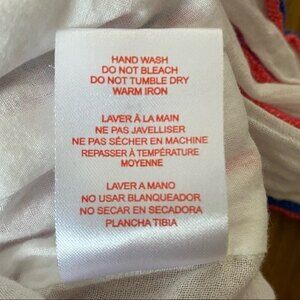 HAND WASH
DO NOT BLEACH
DO NOT TUMBLE DRY
WARM IRON
LAVER À LA MAIN
NE PAS JAVELLISER
NE PAS SÉCHER EN MACHINE
REPASSER À TEMPÉRATURE
MOYENNE
LAVER A MANO
NO USAR BLANQUEADOR
NO SECAR EN SECADORA
PLANCHA TIBIA